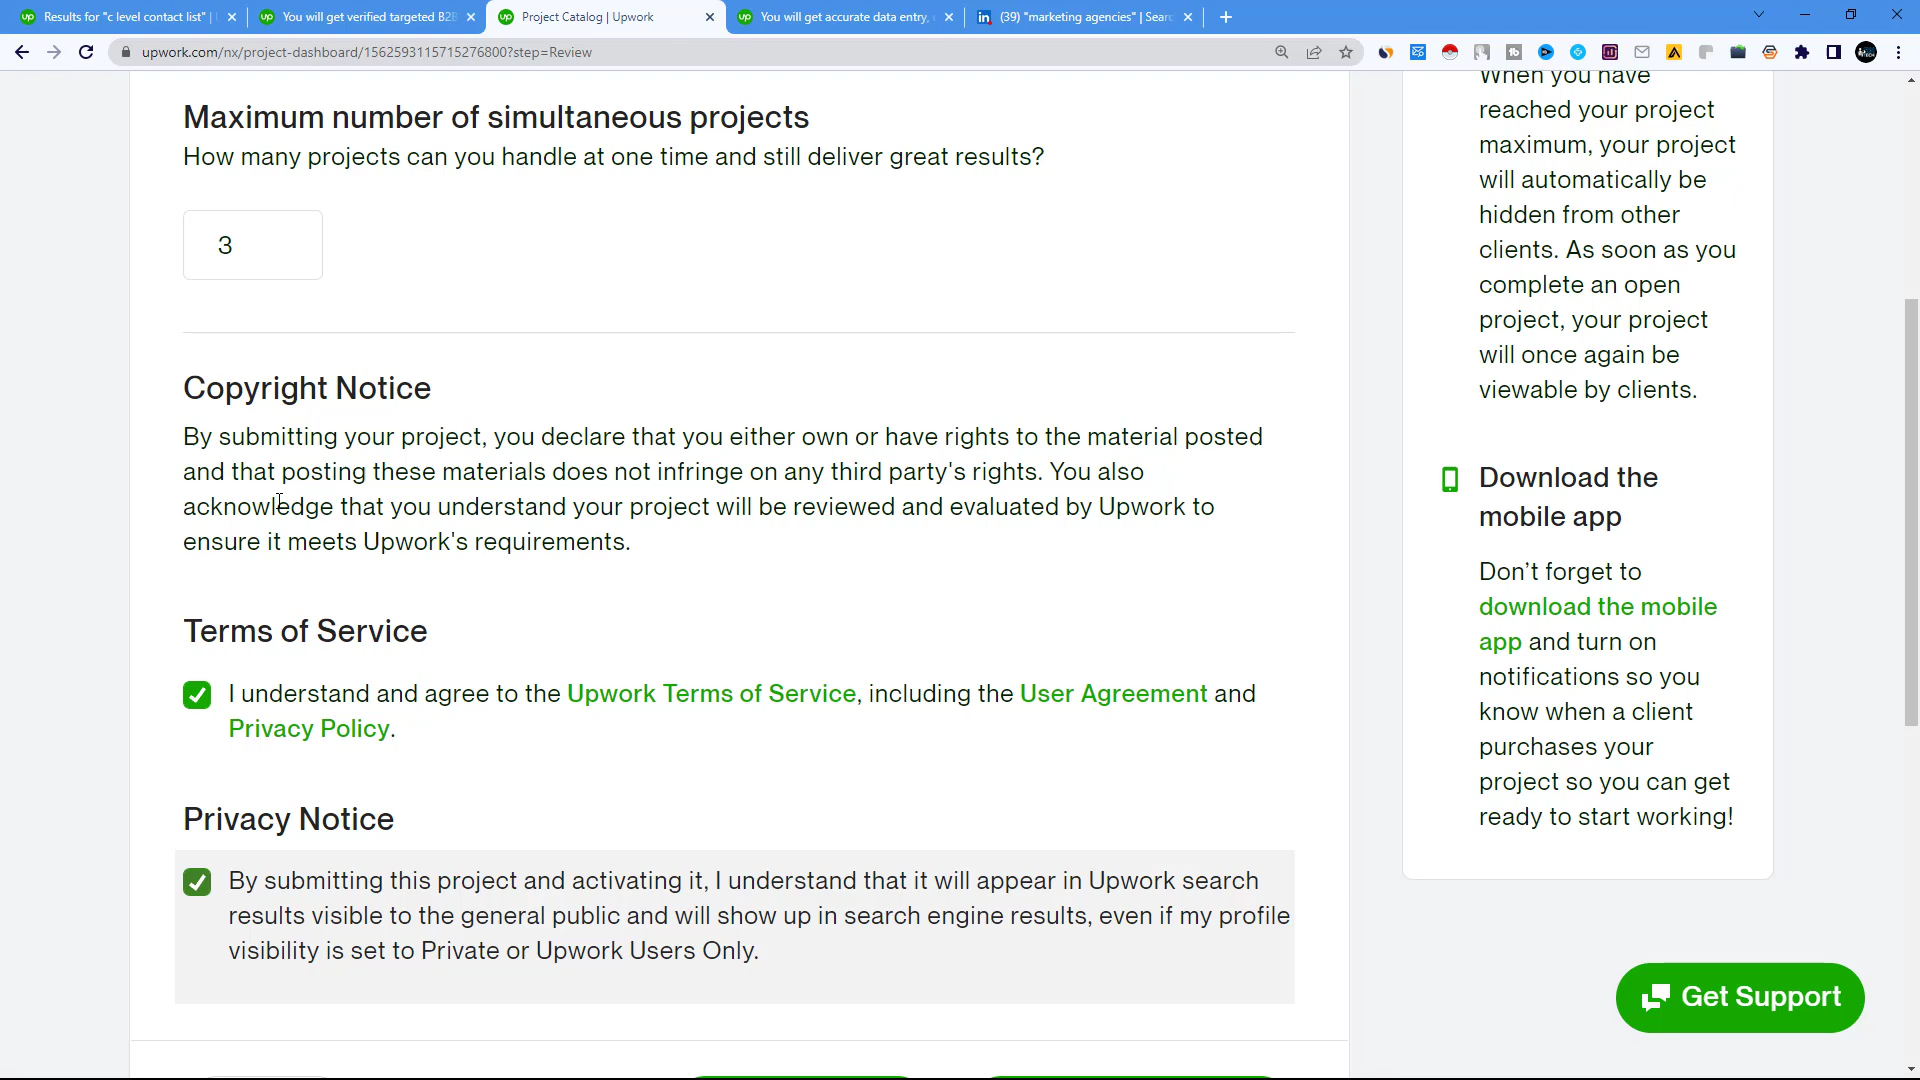 Results for "c level contact list" |
You will get verified targeted B2B
Project Catalog | Upwork
You will get accurate data entry,
(39) "marketing agencies" | Searc
upwork.com/nx/project-dashboard/1562593115715276800?step=Review
Maximum number of simultaneous projects
How many projects can you handle at one time and still deliver great results?
3
Copyright Notice
By submitting your project, you declare that you either own or have rights to the material posted
and that posting these materials does not infringe on any third party's rights. You also
acknowledge that you understand your project will be reviewed and evaluated by Upwork to
ensure it meets Upwork's requirements.
Terms of Service
I understand and agree to the Upwork Terms of Service, including the User Agreement and
Privacy Policy.
Privacy Notice
By submitting this project and activating it, I understand that it will appear in Upwork search
results visible to the general public and will show up in search engine results, even if my profile
visibility is set to Private or Upwork Users Only.
When you have
reached your project
maximum, your project
will automatically be
hidden from other
clients. As soon as you
complete an open
project, your project
will once again be
viewable by clients.
Download the
mobile app
Don’t forget to
download the mobile
app and turn on
notifications so you
know when a client
purchases your
project so you can get
ready to start working!
Get Support